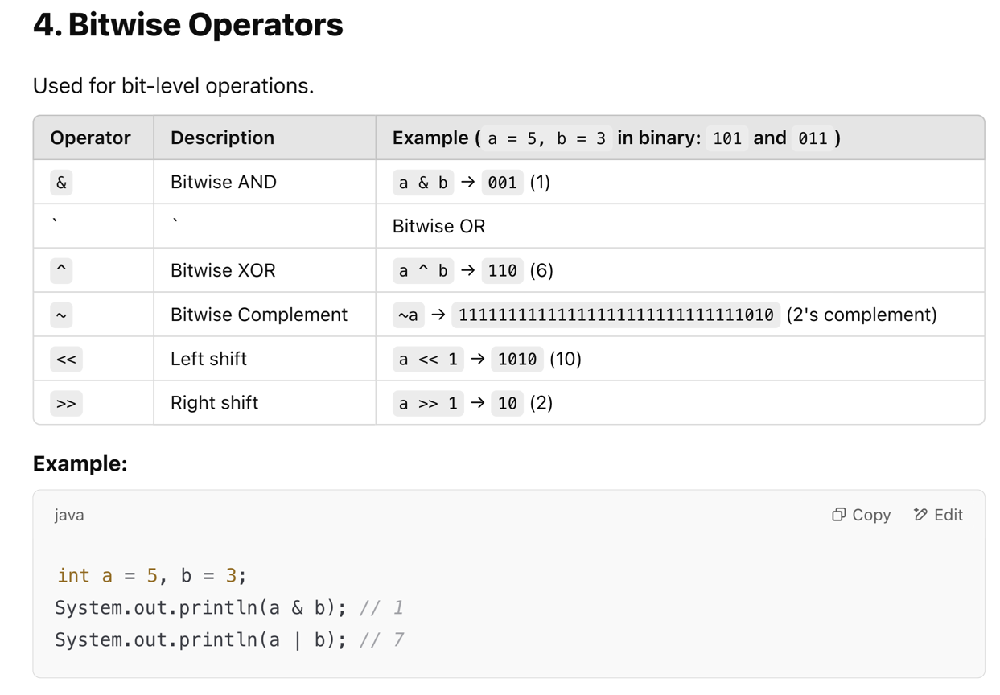 4. Bitwise Operators
Used for bit-level operations.
Operator Description Example ( a = 5, b = 3 in binary: 101 and 011 )
& Bitwise AND a & b → 001 (1)
` ` Bitwise OR
^ Bitwise XOR a ^ b → 110 (6)
~ Bitwise Complement ~a → 11111111111111111111111111111010 (2's complement)
<< Left shift a << 1 → 1010 (10)
>> Right shift a >> 1 → 10 (2)
Example:
java Copy Edit
int a = 5, b = 3;
System.out.println(a & b); // 1
System.out.println(a | b); // 7